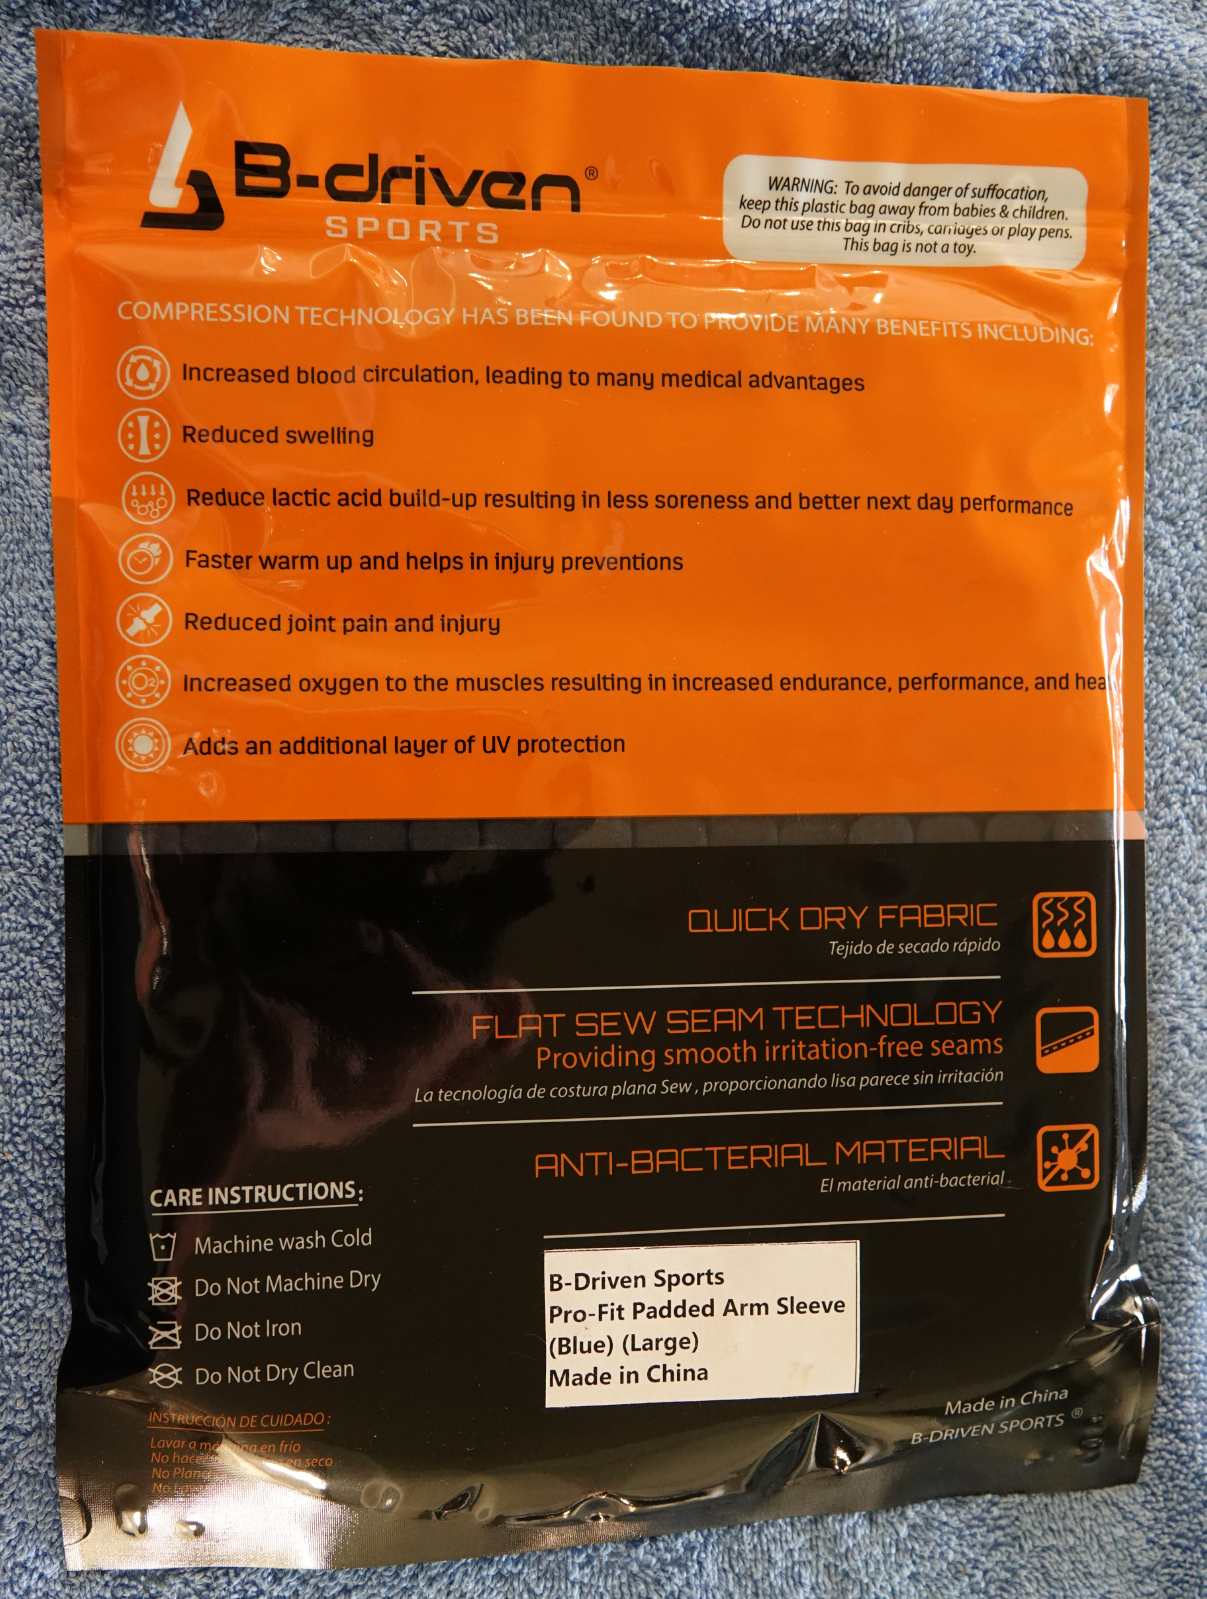 B-driven®
SPORTS
WARNING: To avoid danger of suffocation,
keep this plastic bag away from babies & children.
Do not use this bag in cribs, carriages or play pens.
This bag is not a toy.
COMPRESSION TECHNOLOGY HAS BEEN FOUND TO PROVIDE MANY BENEFITS INCLUDING:
Increased blood circulation, leading to many medical advantages
Reduced swelling
Reduce lactic acid build-up resulting in less soreness and better next day performance
Faster warm up and helps in injury preventions
Reduced joint pain and injury
O2
Increased oxygen to the muscles resulting in increased endurance, performance, and
Adds an additional layer of UV protection
QUICK DRY FABRIC
Tejido de secado rápido
FLAT SEW SEAM TECHNOLOGY
Providing smooth irritation-free seams
La tecnología de costura plana Sew , proporcionando lisa parece sin irritación
ANTI-BACTERIAL MATERIAL
El material anti-bacterial
CARE INSTRUCTIONS:
Machine wash Cold
Do Not Machine Dry
Do Not Iron
Do Not Dry Clean
B-Driven Sports
Pro-Fit Padded Arm Sleeve
(Blue) (Large)
Made in China
INSTRUCCIÓN DE CUIDADO :
Lavar a en frío
No en seco
No
No
Made in China
B-DRIVEN SPORTS ®